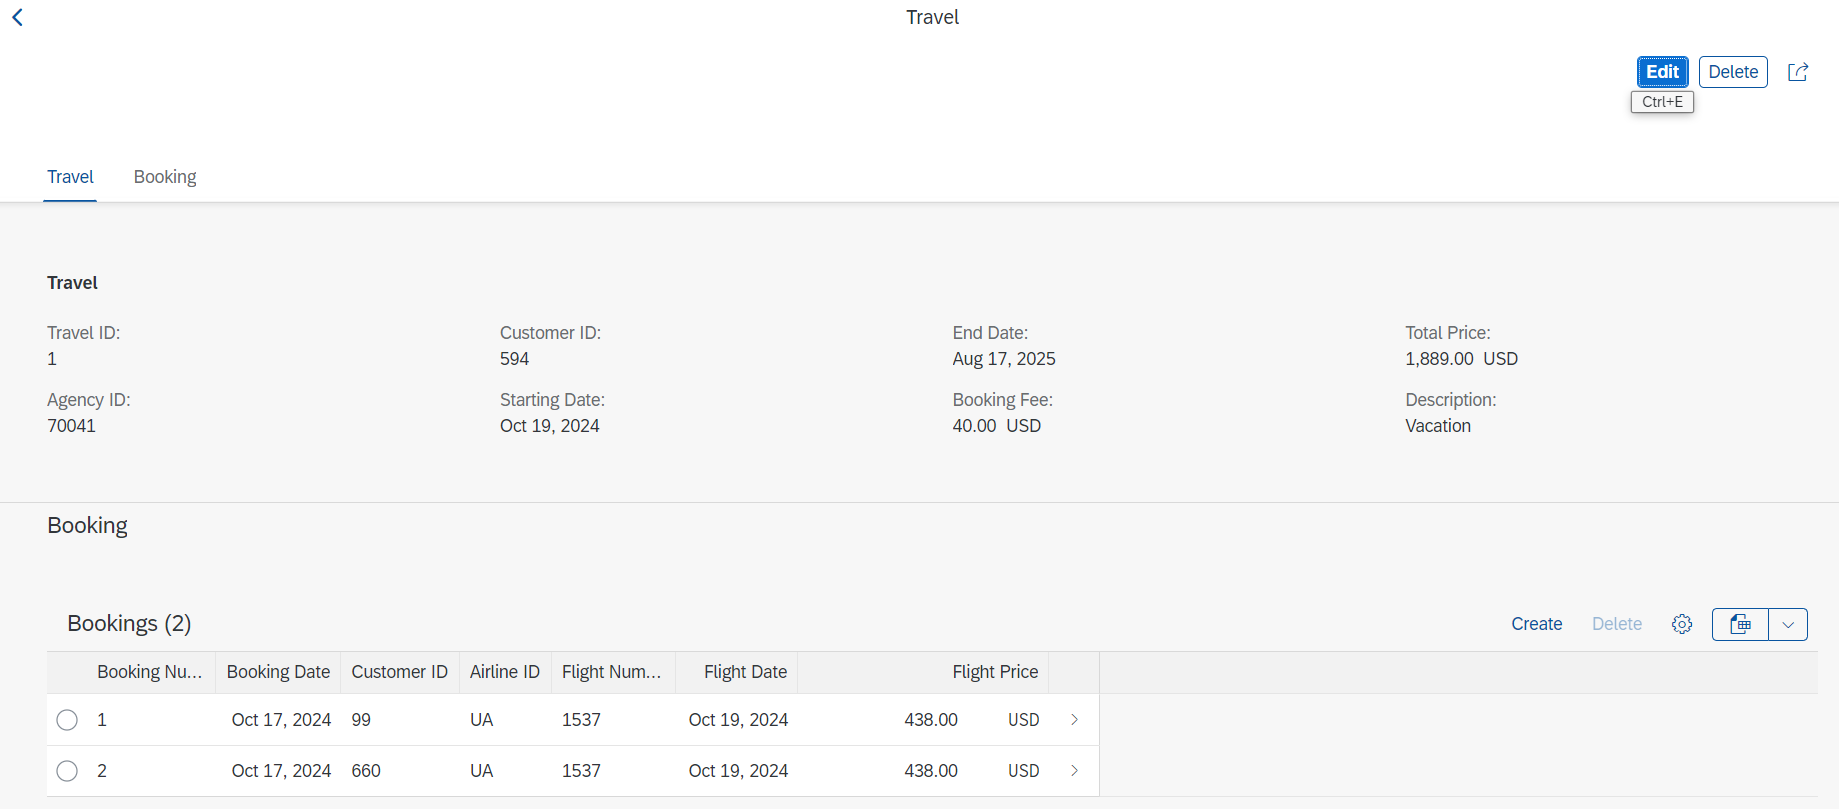 Travel
Edit Delete
Ctrl+E
Travel Booking
Travel
Travel ID: Customer ID: End Date: Total Price:
1 594 Aug 17, 2025 1,889.00 USD
Agency ID: Starting Date: Booking Fee: Description:
70041 Oct 19, 2024 40.00 USD Vacation
Booking
Bookings (2) Create Delete
Booking Nu... Booking Date Customer ID Airline ID Flight Num... Flight Date Flight Price
1 Oct 17, 2024 99 UA 1537 Oct 19, 2024 438.00 USD
2 Oct 17, 2024 660 UA 1537 Oct 19, 2024 438.00 USD